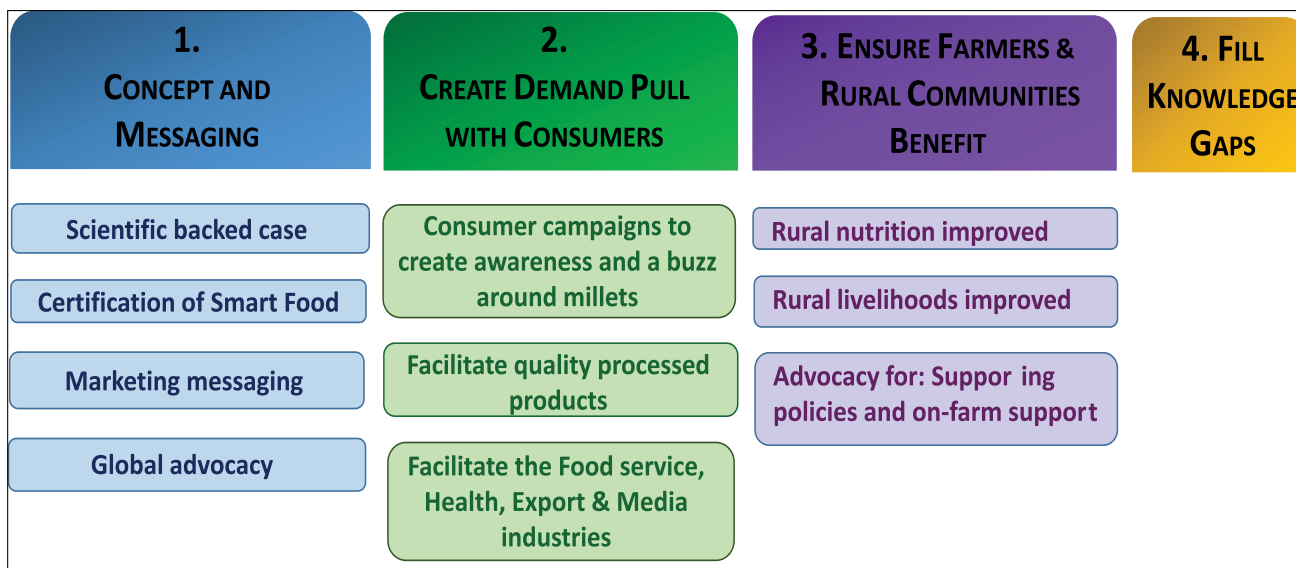 1.
CONCEPT AND
MESSAGING
Scientific backed case
Certification of Smart Food
Marketing messaging
Global advocacy
2.
CREATE DEMAND PULL
WITH CONSUMERS
Consumer campaigns to
create awareness and a buzz
around millets
Facilitate quality processed
products
Facilitate the Food service,
Health, Export & Media
industries
3. ENSURE FARMERS &
RURAL COMMUNITIES
BENEFIT
Rural nutrition improved
Rural livelihoods improved
Advocacy for: Suppor ing
policies and on-farm support
4. FILL
KNOWLEDGE
GAPS